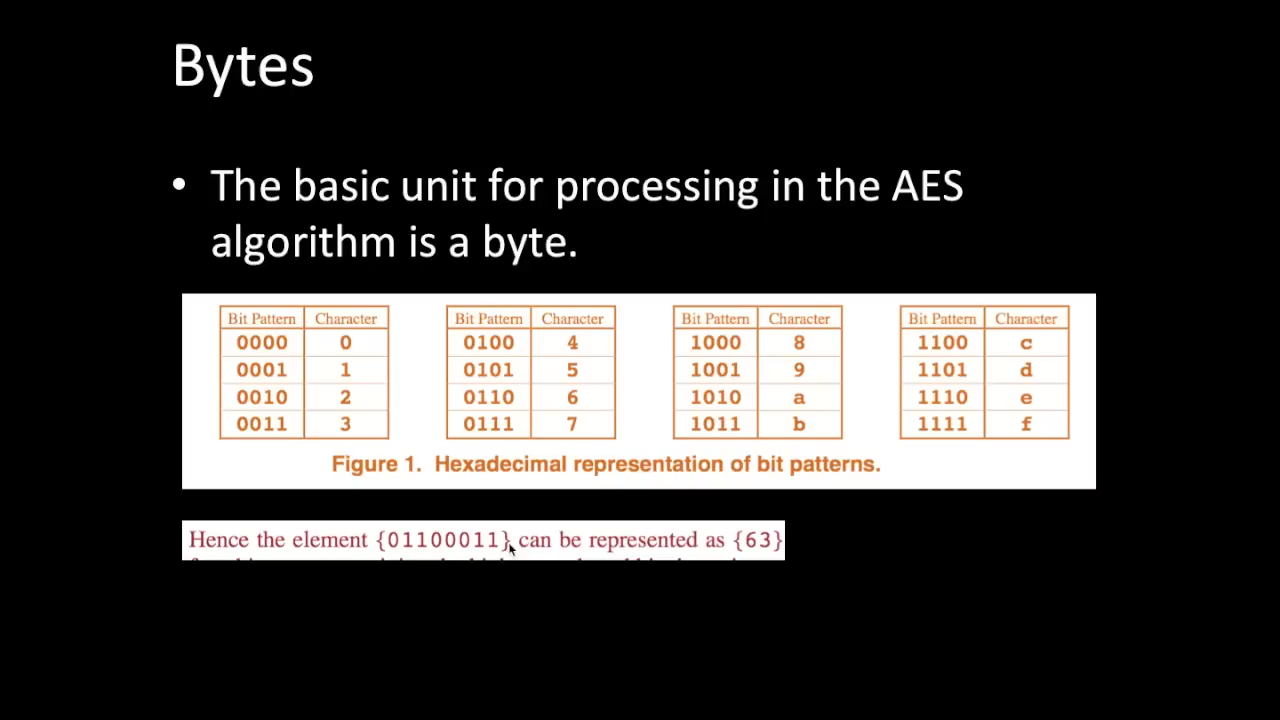 Bytes
• The basic unit for processing in the AES
algorithm is a byte.
Bit Pattern Character Bit Pattern Character Bit Pattern Character Bit Pattern Character
0000 0 0100 4 1000 8 1100 c
0001 1 0101 5 1001 9 1101 d
0010 2 0110 6 1010 a 1110 e
0011 3 0111 7 1011 b 1111 f
Figure 1. Hexadecimal representation of bit patterns.
Hence the element {01100011} can be represented as {63}